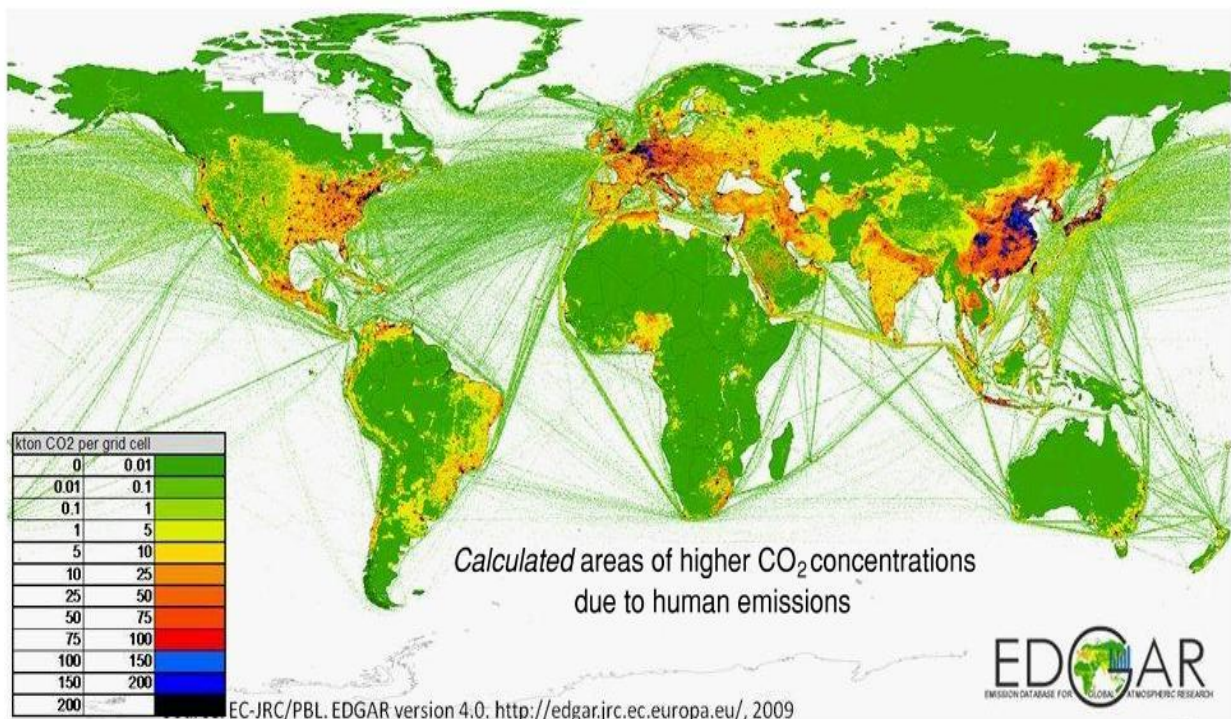 kton CO2 per grid cell
0 0.01
0.01 0.1
0.1 1
1 5
5 10
10 25
25 50
50 75
75 100
100 150
150 200
200
Calculated areas of higher CO₂ concentrations
due to human emissions
EDGAR
EMISSION DATABASE FOR GLOBAL ATMOSPHERIC RESEARCH
EC-JRC/PBL. EDGAR version 4.0. http://edgar.jrc.ec.europa.eu/, 2009